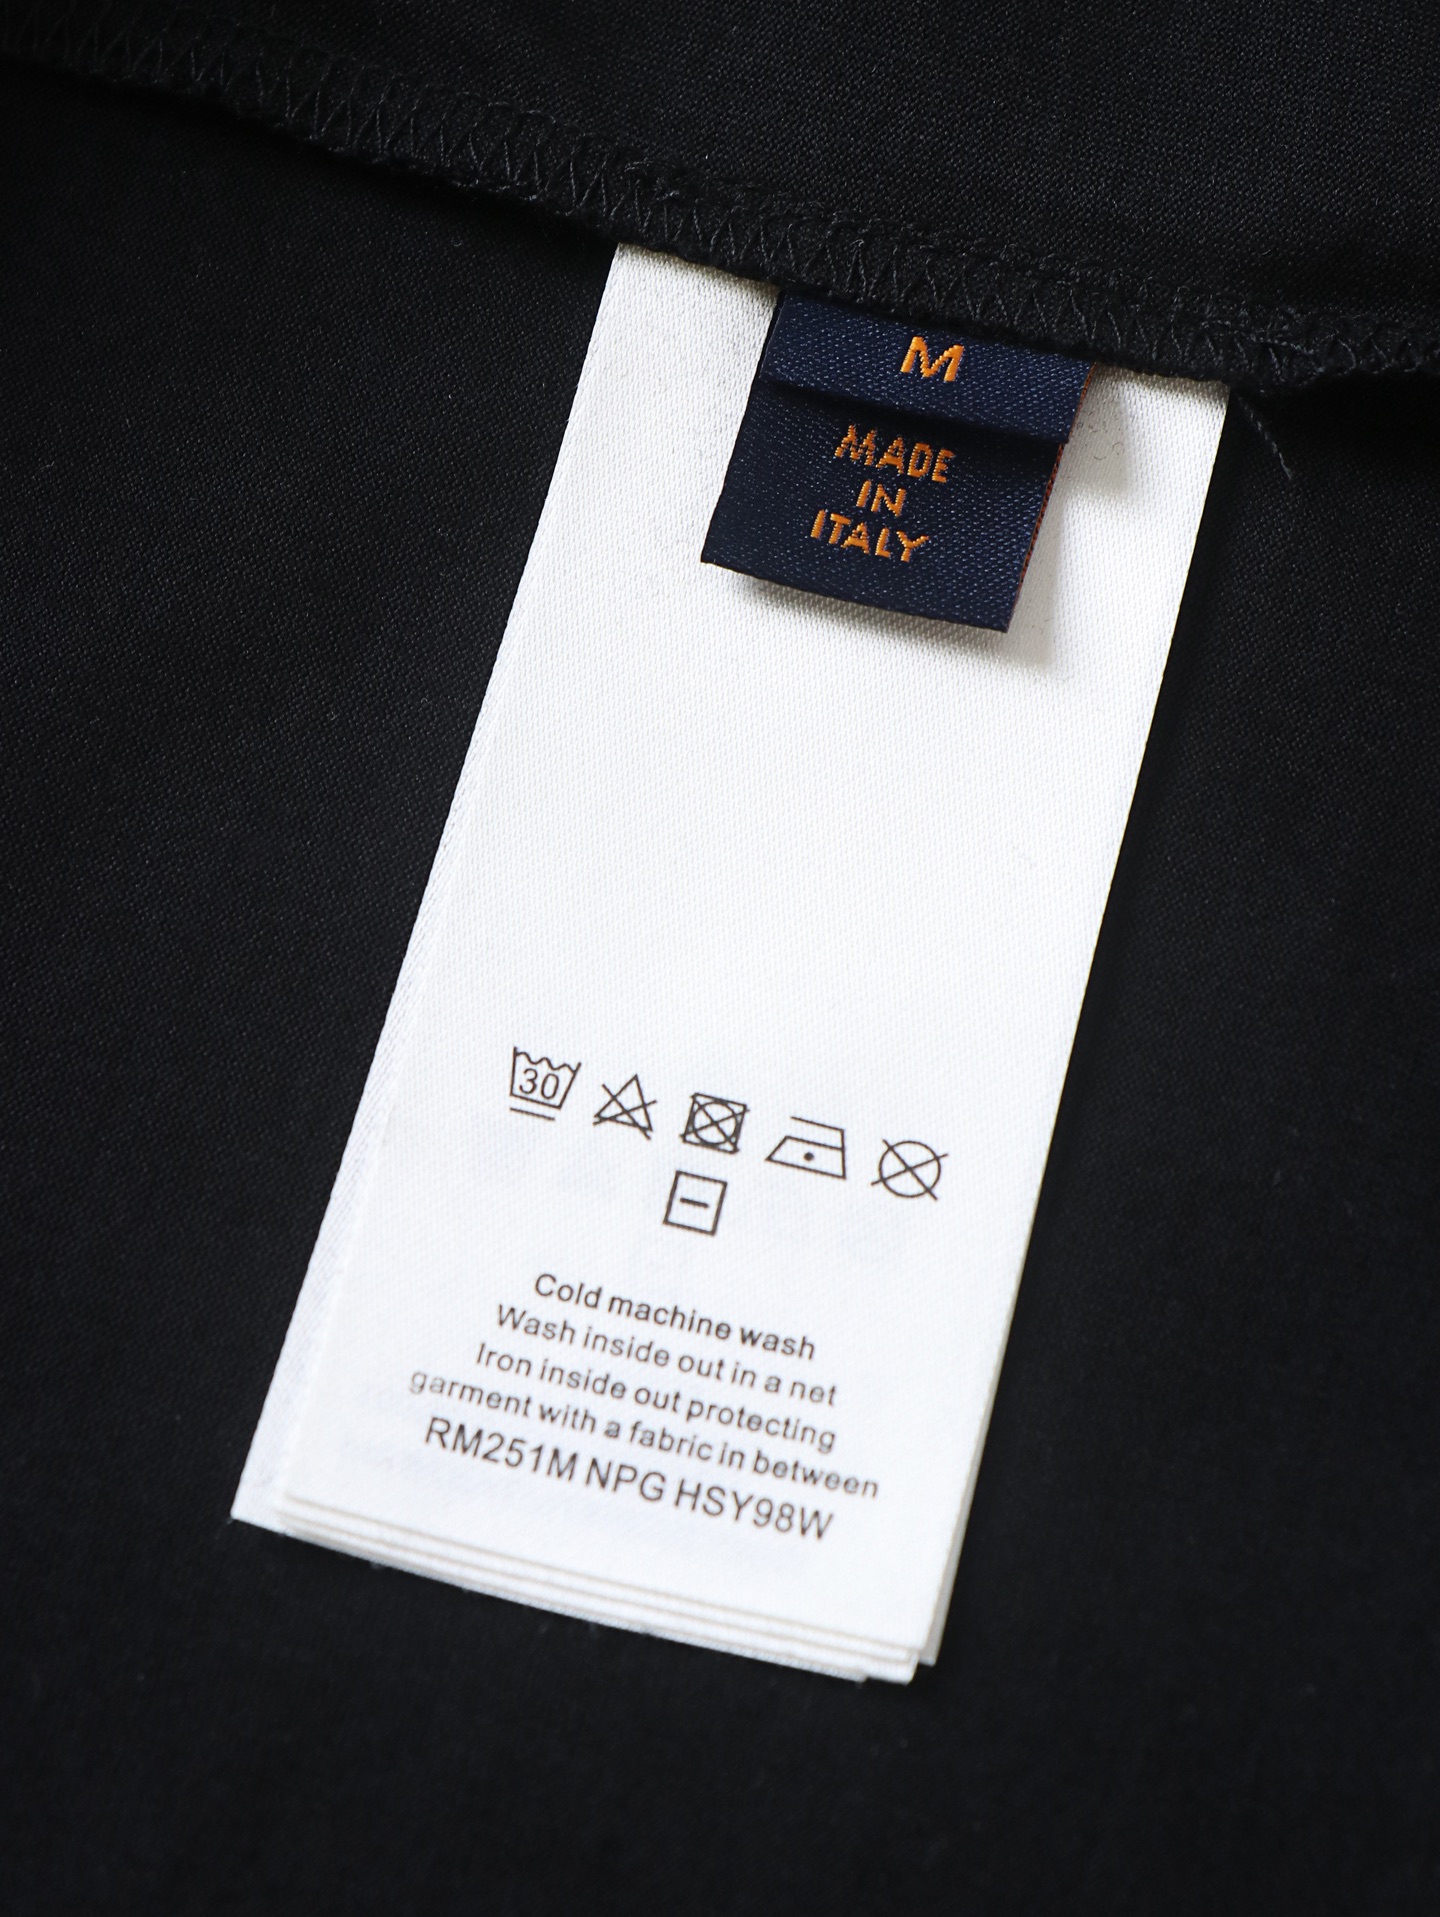 M
MADE
IN
ITALY
30
Cold machine wash
Wash inside out in a net
Iron inside out protecting
garment with a fabric in between
RM251M NPG HSY98W